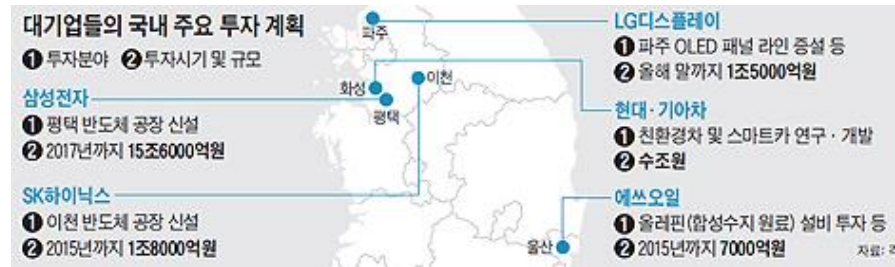 대기업들의 국내 주요 투자 계획
❶ 투자분야 ❷ 투자시기 및 규모
삼성전자
❶ 평택 반도체 공장 신설
❷ 2017년까지 15조6000억원
SK하이닉스
❶ 이천 반도체 공장 신설
❷ 2015년까지 1조8000억원
파주
이천
화성
평택
울산
LG디스플레이
❶ 파주 OLED 패널 라인 증설 등
❷ 올해 말까지 1조5000억원
현대·기아차
❶ 친환경차 및 스마트카 연구·개발
❷ 수조원
에쓰오일
❶ 올레핀(합성수지 원료) 설비 투자 등
❷ 2015년까지 7000억원
자료: